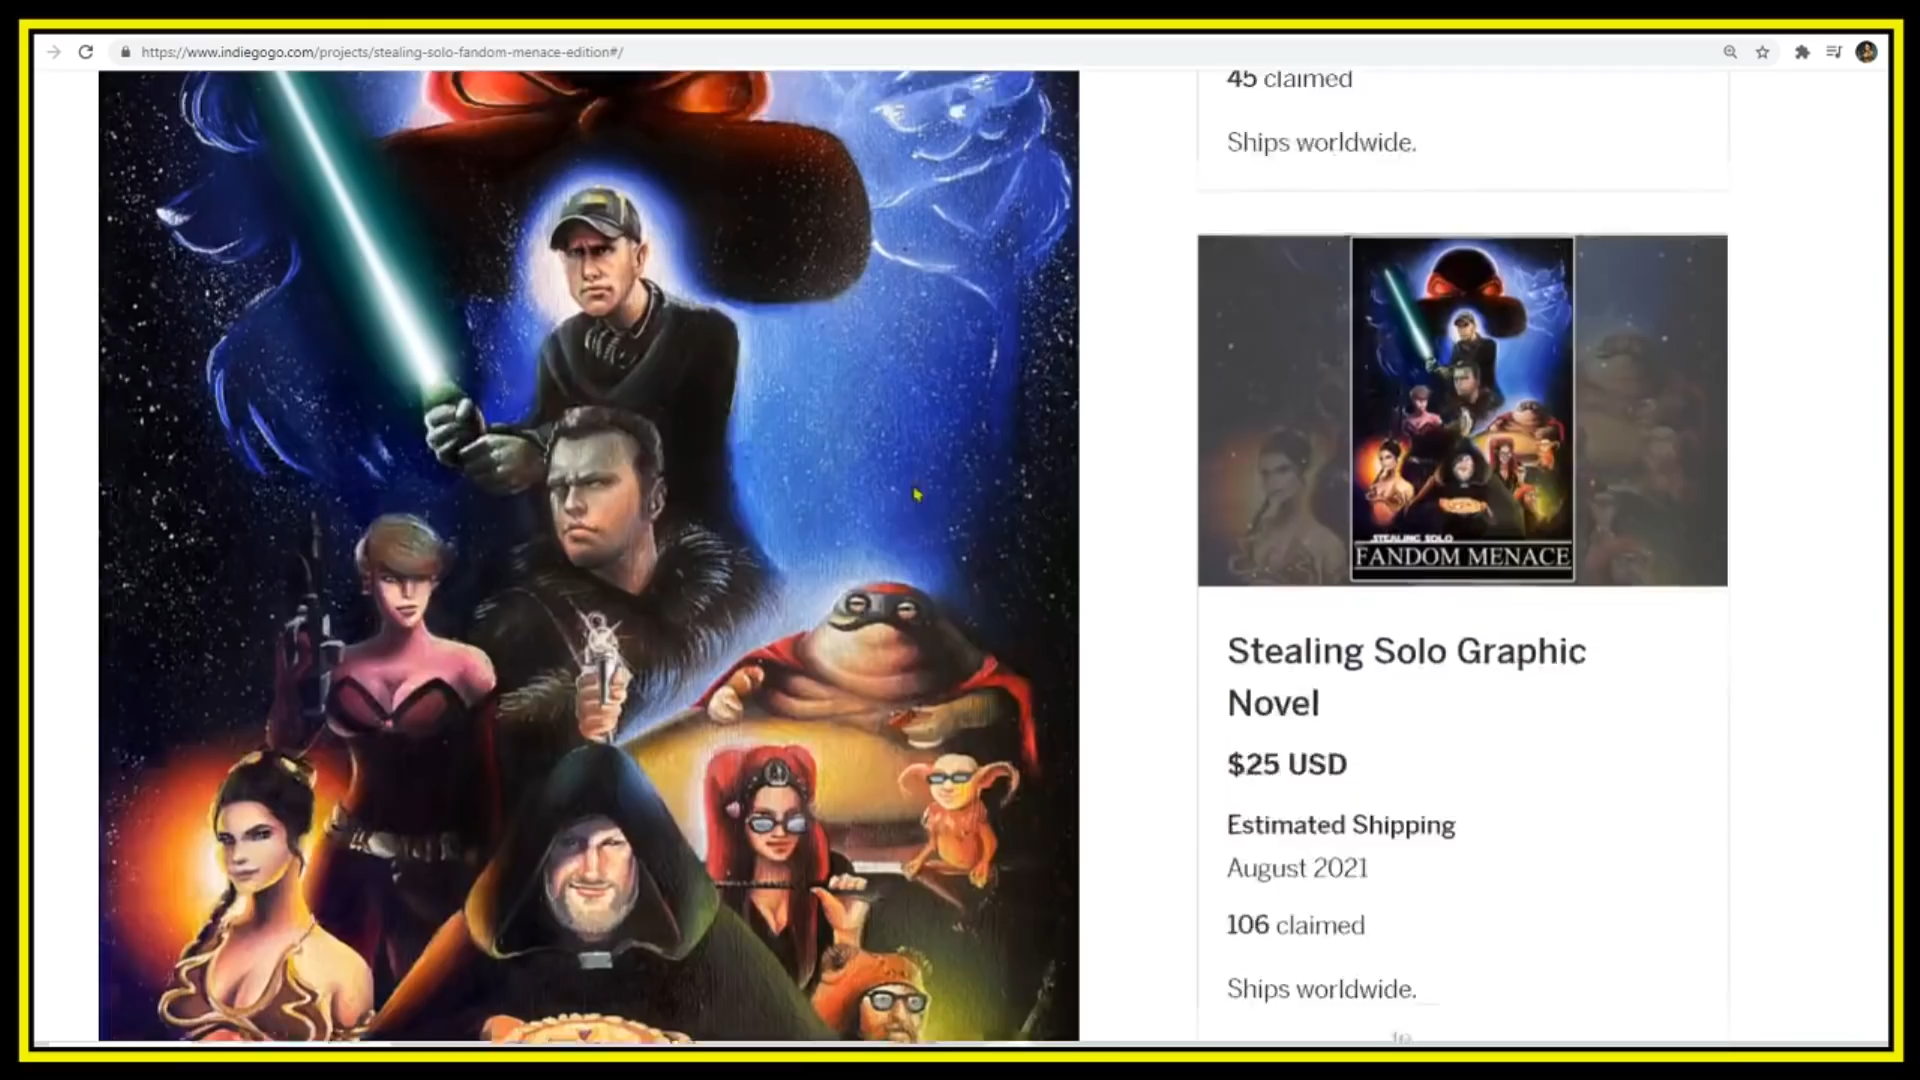 https://www.indiegogo.com/projects/stealing-solo-fandom-menace-edition#/
45 claimed
Ships worldwide.
STEALING SOLO
FANDOM MENACE
Stealing Solo Graphic
Novel
$25 USD
Estimated Shipping
August 2021
106 claimed
Ships worldwide.